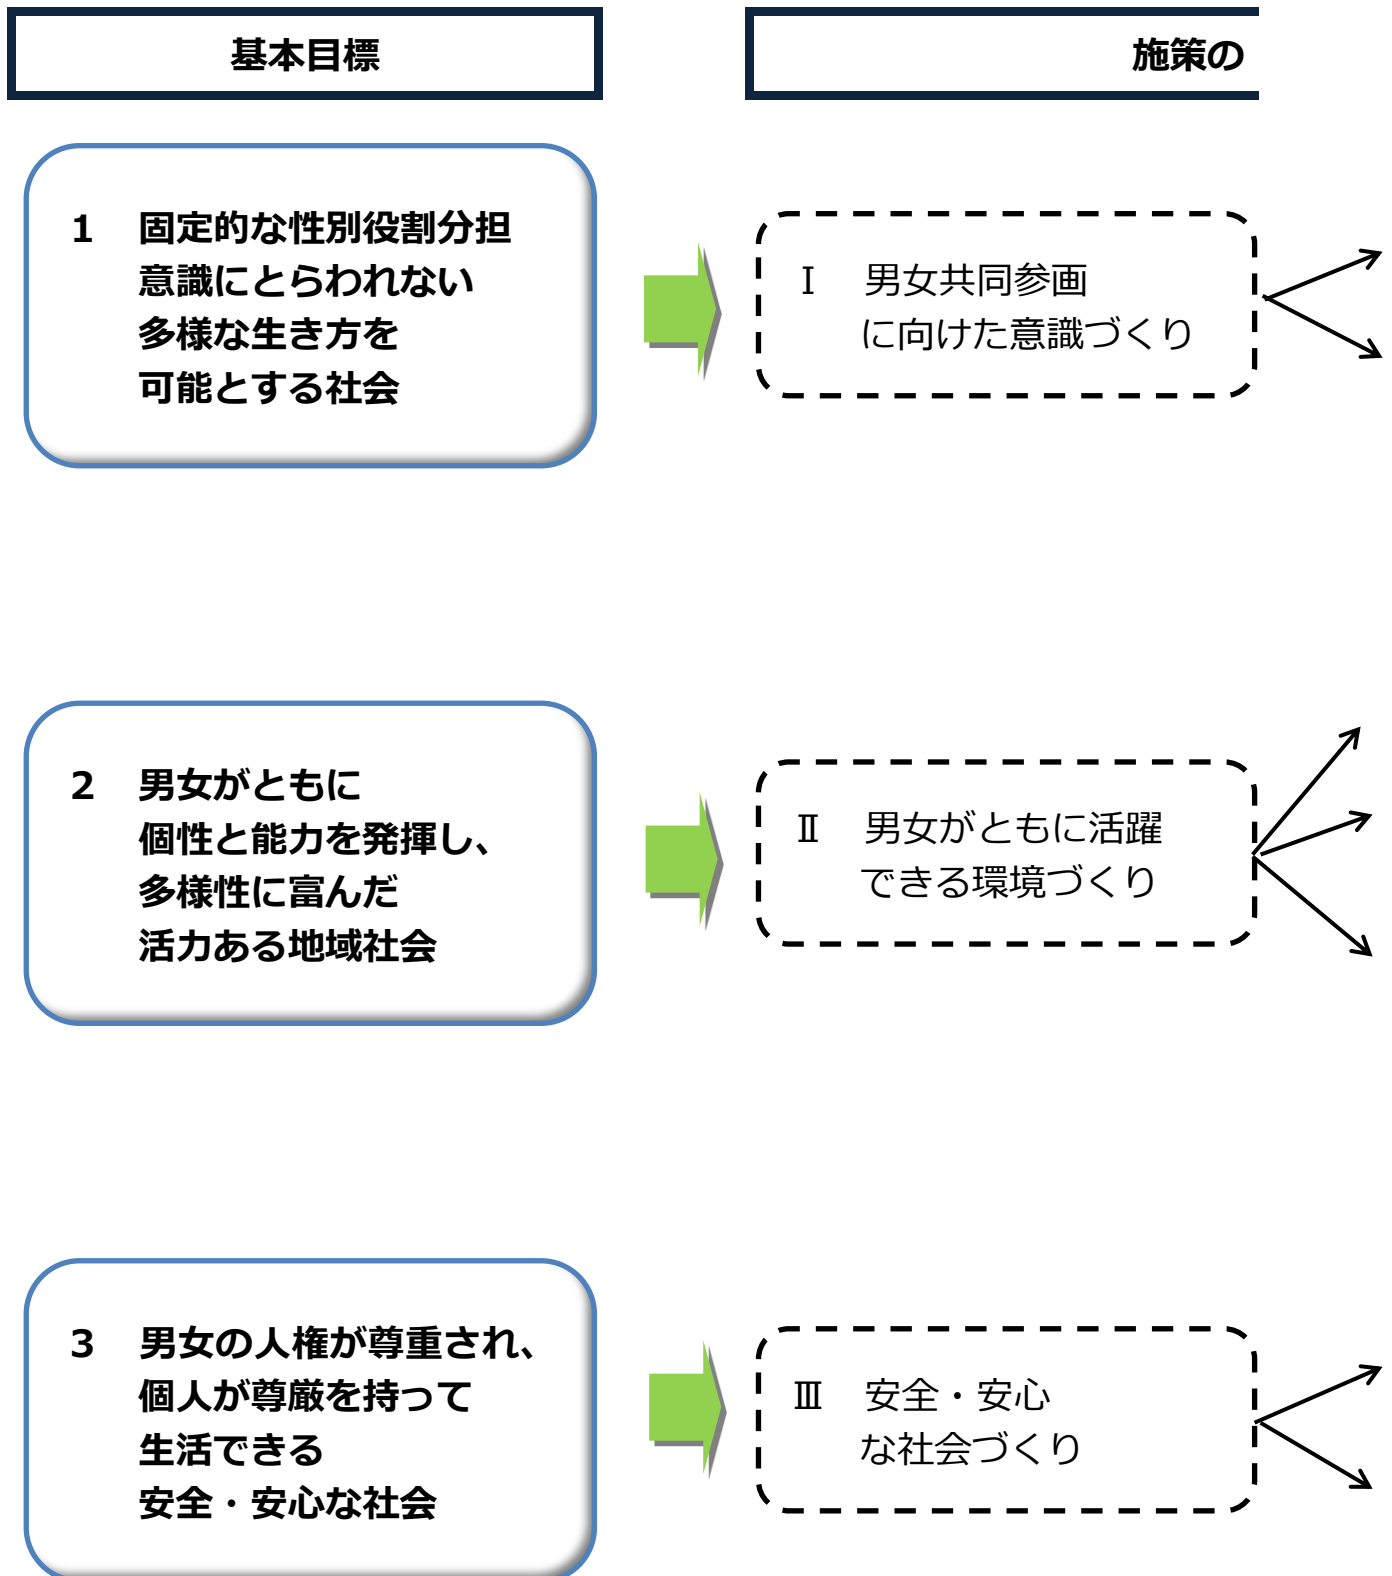 基本目標
施策の
1 固定的な性別役割分担
意識にとらわれない
多様な生き方を
可能とする社会
Ⅰ 男女共同参画
に向けた意識づくり
2 男女がともに
個性と能力を発揮し、
多様性に富んだ
活力ある地域社会
Ⅱ 男女がともに活躍
できる環境づくり
3 男女の人権が尊重され、
個人が尊厳を持って
生活できる
安全・安心な社会
Ⅲ 安全・安心
な社会づくり